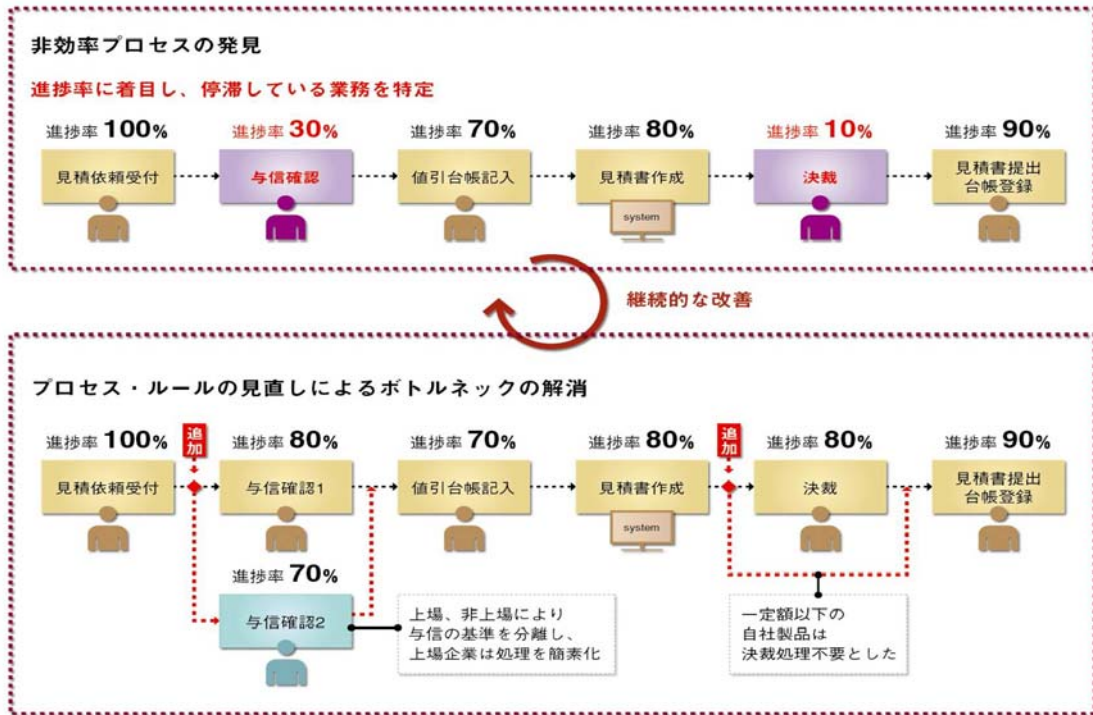 非効率プロセスの発見
進捗率に着目し、停滞している業務を特定
進捗率 100%
進捗率 30%
進捗率 70%
進捗率 80%
進捗率 10%
進捗率 90%
見積依頼受付
与信確認
値引台帳記入
見積書作成
決裁
見積書提出
台帳登録
system
継続的な改善
プロセス・ルールの見直しによるボトルネックの解消
進捗率 100%
追加
進捗率 80%
進捗率 70%
進捗率 80%
追加
進捗率 80%
進捗率 90%
見積依頼受付
与信確認1
値引台帳記入
見積書作成
決裁
見積書提出
台帳登録
system
進捗率 70%
与信確認2
上場、非上場により
与信の基準を分離し、
上場企業は処理を簡素化
一定額以下の
自社製品は
決裁処理不要とした